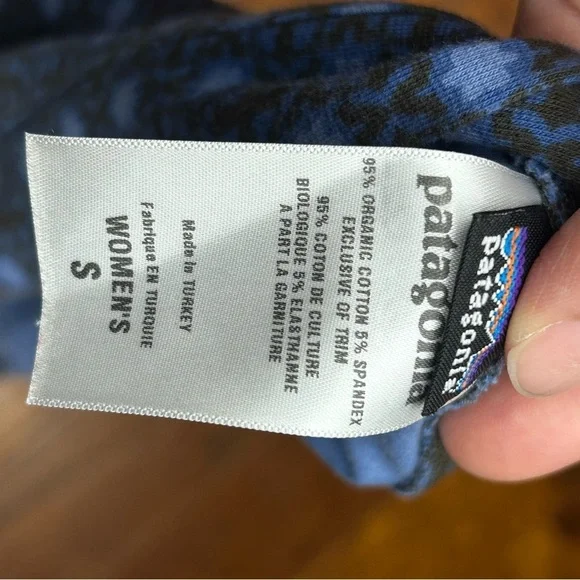 patagonia
patagonia
95% ORGANIC COTTON 5% SPANDEX
EXCLUSIVE OF TRIM
95% COTON DE CULTURE
BIOLOGIQUE 5% ELASTHANNE
A PART LA GARNITURE
Made in TURKEY
Fabrique EN TURQUIE
WOMEN'S
S